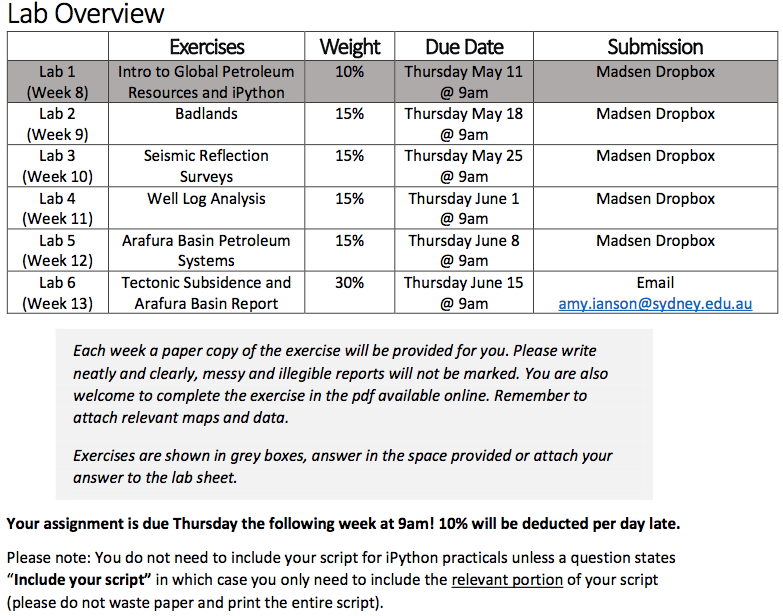 Lab Overview
Exercises Weight Due Date Submission
Lab 1 Intro to Global Petroleum 10% Thursday May 11 Madsen Dropbox
(Week 8) Resources and iPython @ 9am
Lab 2 Badlands 15% Thursday May 18 Madsen Dropbox
(Week 9) @ 9am
Lab 3 Seismic Reflection 15% Thursday May 25 Madsen Dropbox
(Week 10) Surveys @ 9am
Lab 4 Well Log Analysis 15% Thursday June 1 Madsen Dropbox
(Week 11) @ 9am
Lab 5 Arafura Basin Petroleum 15% Thursday June 8 Madsen Dropbox
(Week 12) Systems @ 9am
Lab 6 Tectonic Subsidence and 30% Thursday June 15 Email
(Week 13) Arafura Basin Report @ 9am amy.ianson@sydney.edu.au
Each week a paper copy of the exercise will be provided for you. Please write
neatly and clearly, messy and illegible reports will not be marked. You are also
welcome to complete the exercise in the pdf available online. Remember to
attach relevant maps and data.
Exercises are shown in grey boxes, answer in the space provided or attach your
answer to the lab sheet.
Your assignment is due Thursday the following week at 9am! 10% will be deducted per day late.
Please note: You do not need to include your script for iPython practicals unless a question states
“Include your script” in which case you only need to include the relevant portion of your script
(please do not waste paper and print the entire script).